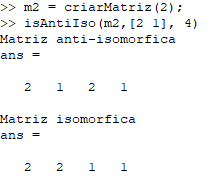 >> m2 = criarMatriz(2);
>> isAntiIso(m2,[2 1], 4)
Matriz anti-isomorfica
ans =
2 1 2 1
Matriz isomorfica
ans =
2 2 1 1